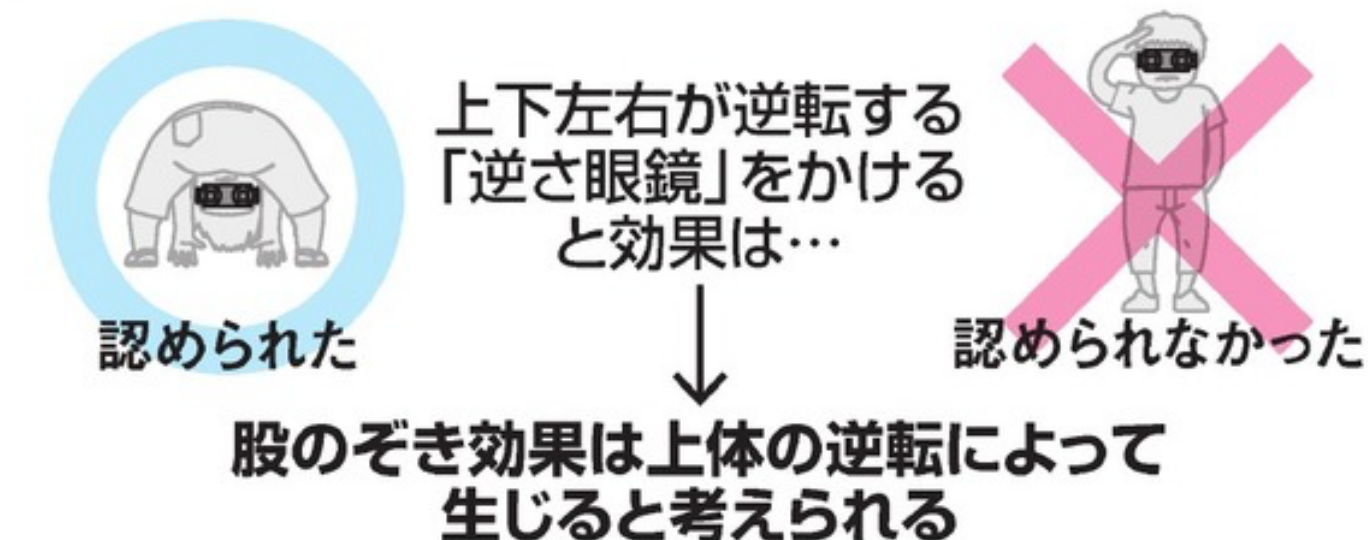 上下左右が逆転する
「逆さ眼鏡」をかける
と効果は…
認められた
認められなかった
股のぞき効果は上体の逆転によって
生じると考えられる